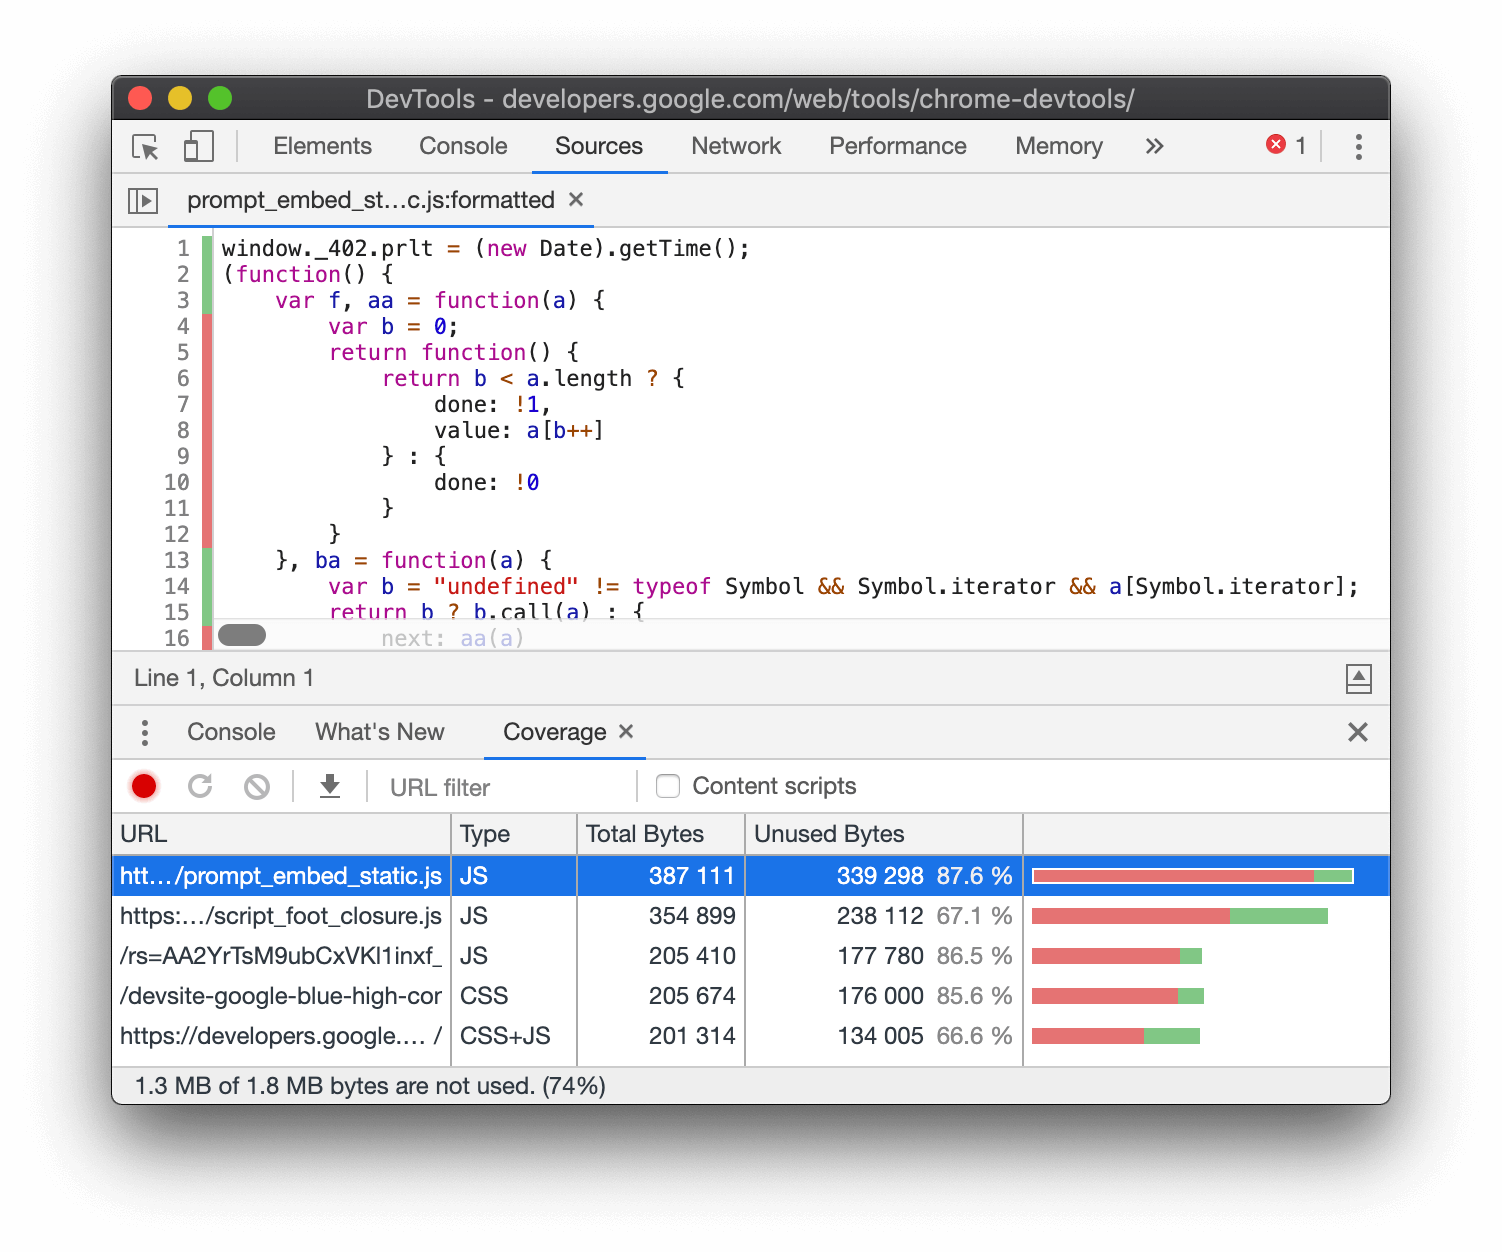 DevTools - developers.google.com/web/tools/chrome-devtools/
Elements Console Sources Network Performance Memory » 1
prompt_embed_st…c.js:formatted ×
1 window._402.prlt = (new Date).getTime();
2 (function() {
3 var f, aa = function(a) {
4 var b = 0;
5 return function() {
6 return b < a.length ? {
7 done: !1,
8 value: a[b++]
9 } : {
10 done: !0
11 }
12 }
13 }, ba = function(a) {
14 var b = "undefined" != typeof Symbol && Symbol.iterator && a[Symbol.iterator];
15 return b ? b.call(a) : {
16 next: aa(a)
Line 1, Column 1
Console What's New Coverage ×
URL filter Content scripts
URL Type Total Bytes Unused Bytes
htt…/prompt_embed_static.js JS 387 111 339 298 87.6 %
https:…/script_foot_closure.js JS 354 899 238 112 67.1 %
/rs=AA2YrTsM9ubCxVKl1inxf_ JS 205 410 177 780 86.5 %
/devsite-google-blue-high-cor CSS 205 674 176 000 85.6 %
https://developers.google.… / CSS+JS 201 314 134 005 66.6 %
1.3 MB of 1.8 MB bytes are not used. (74%)